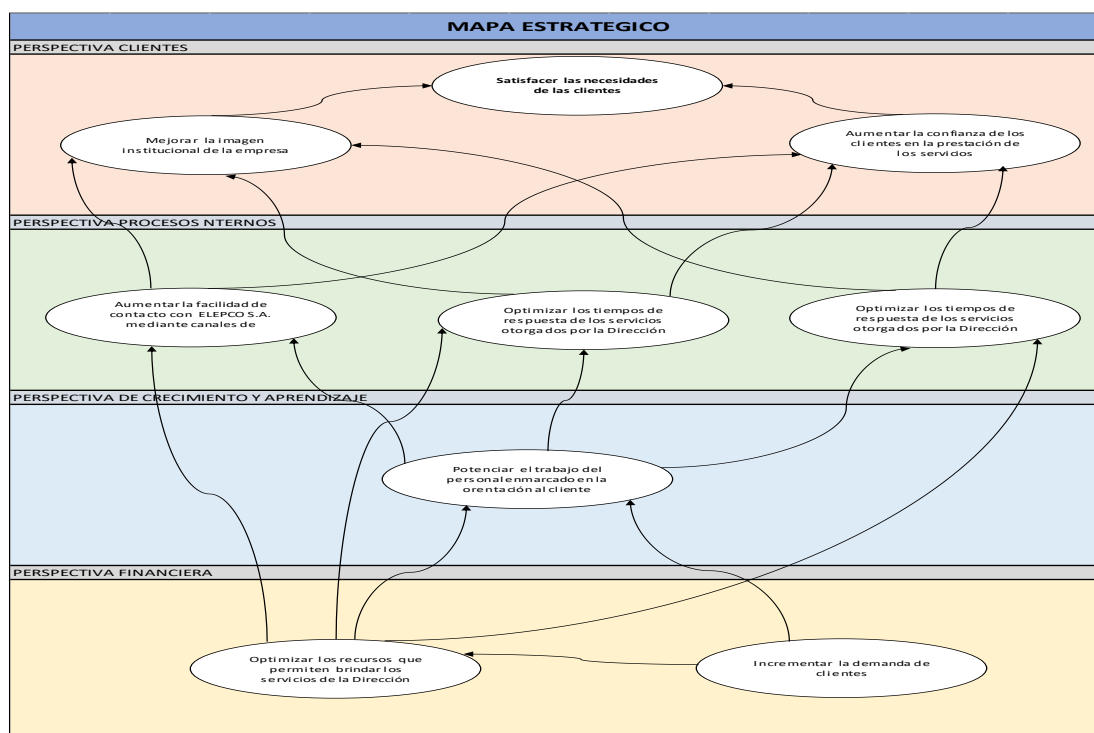 MAPA ESTRATEGICO
PERSPECTIVA CLIENTES
Satisfacer las necesidades
de las clientes
Mejorar la imagen
institucional de la empresa
Aumentar la confianza de los
clientes en la prestación de
los servicios
PERSPECTIVA PROCESOS NTERNOS
Aumentar la facilidad de
contacto con ELEPCO S.A.
mediante canales de
Optimizar los tiempos de
respuesta de los servicios
otorgados por la Dirección
Optimizar los tiempos de
respuesta de los servicios
otorgados por la Dirección
PERSPECTIVA DE CRECIMIENTO Y APRENDIZAJE
Potenciar el trabajo del
personal enmarcado en la
orentación al cliente
PERSPECTIVA FINANCIERA
Optimizar los recursos que
permiten brindar los
servicios de la Dirección
Incrementar la demanda de
clientes